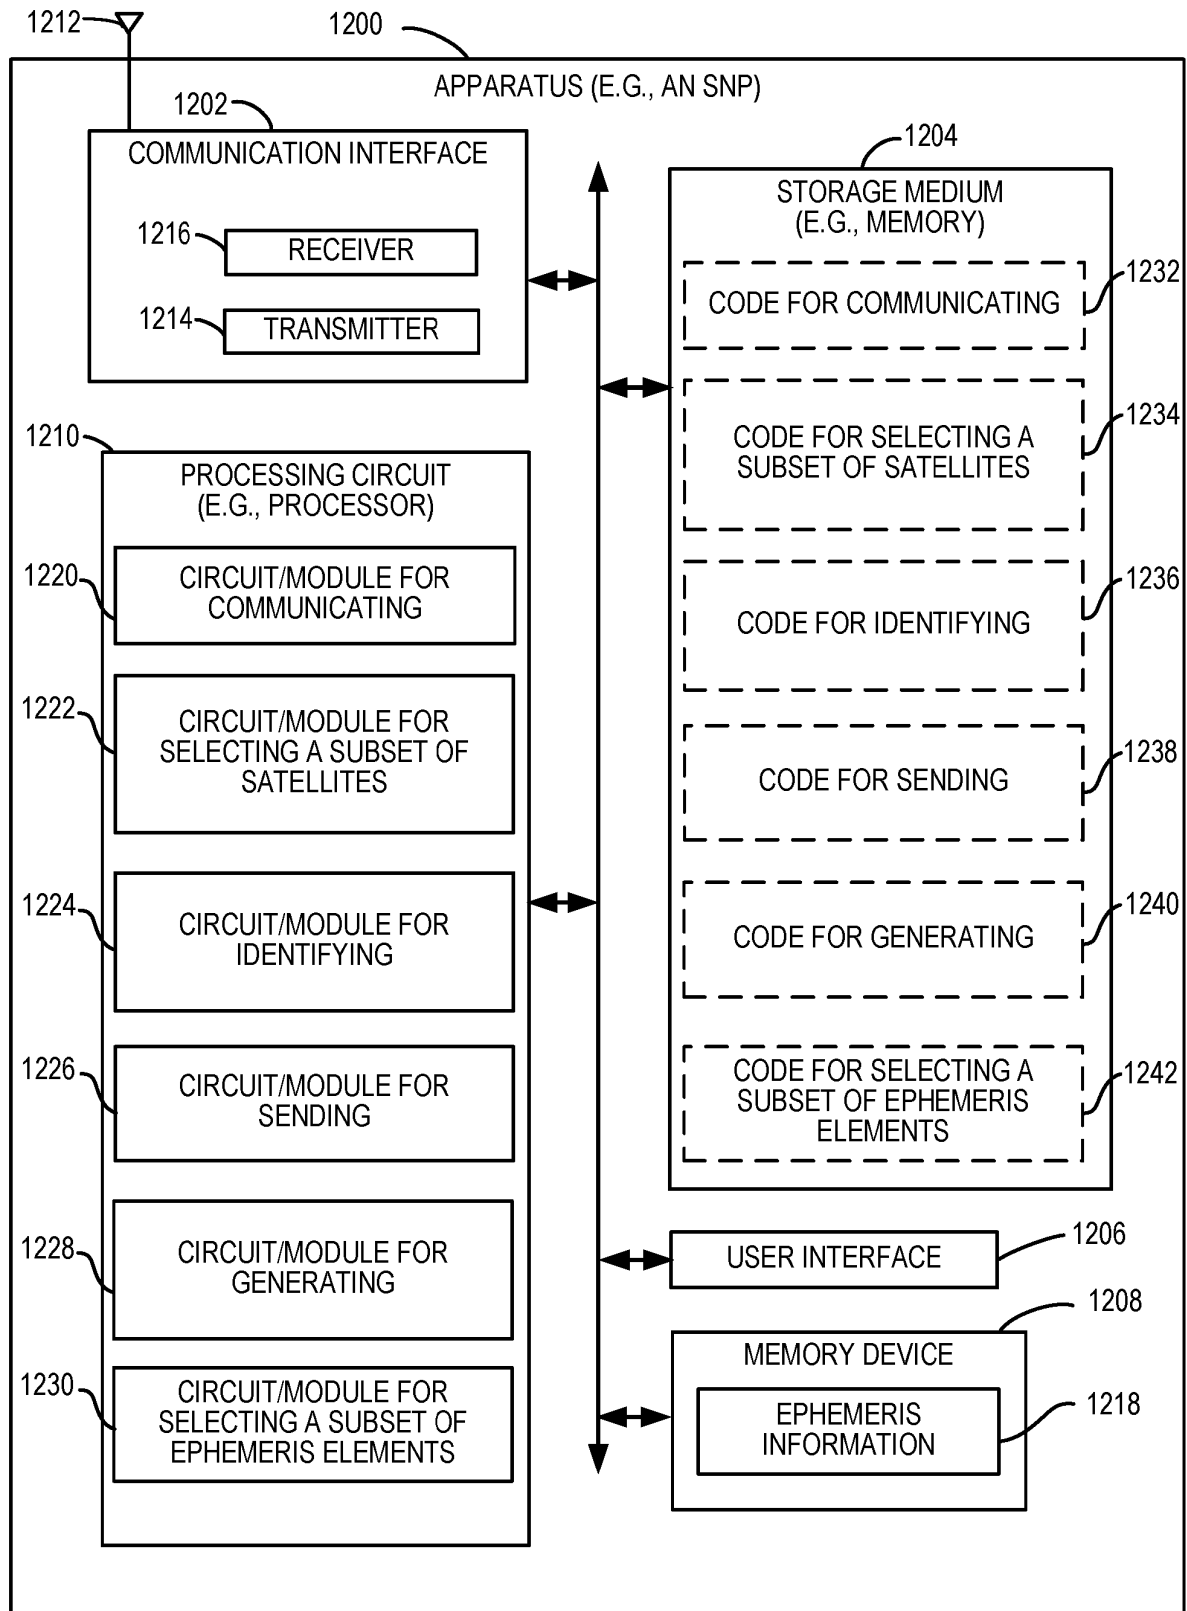 1212
1200
APPARATUS (E.G., AN SNP)
1202
COMMUNICATION INTERFACE
1216
RECEIVER
1214
TRANSMITTER
1210
PROCESSING CIRCUIT
(E.G., PROCESSOR)
1220
CIRCUIT/MODULE FOR
COMMUNICATING
1222
CIRCUIT/MODULE FOR
SELECTING A SUBSET OF
SATELLITES
1224
CIRCUIT/MODULE FOR
IDENTIFYING
1226
CIRCUIT/MODULE FOR
SENDING
1228
CIRCUIT/MODULE FOR
GENERATING
1230
CIRCUIT/MODULE FOR
SELECTING A SUBSET OF
EPHEMERIS ELEMENTS
1204
STORAGE MEDIUM
(E.G., MEMORY)
1232
CODE FOR COMMUNICATING
1234
CODE FOR SELECTING A
SUBSET OF SATELLITES
1236
CODE FOR IDENTIFYING
1238
CODE FOR SENDING
1240
CODE FOR GENERATING
1242
CODE FOR SELECTING A
SUBSET OF EPHEMERIS
ELEMENTS
1206
USER INTERFACE
1208
MEMORY DEVICE
1218
EPHEMERIS
INFORMATION